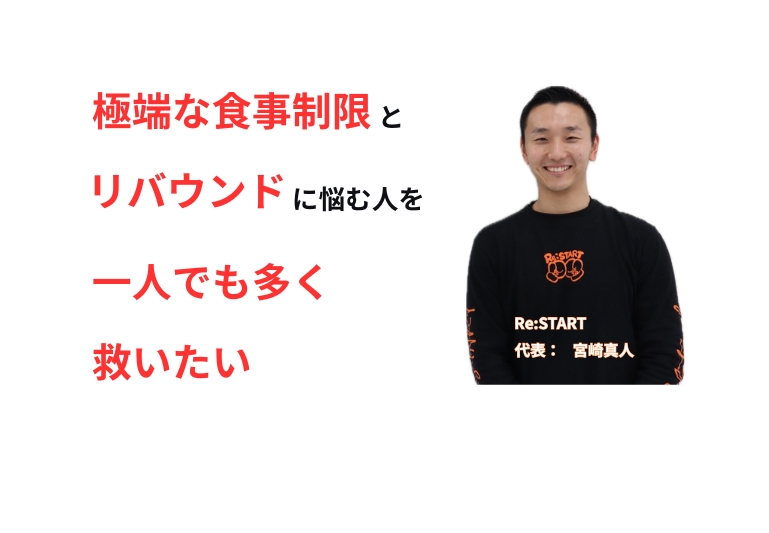 極端な食事制限と
リバウンドに悩む人を
一人でも多く
救いたい
Re:START
Re:START
代表： 宮崎真人